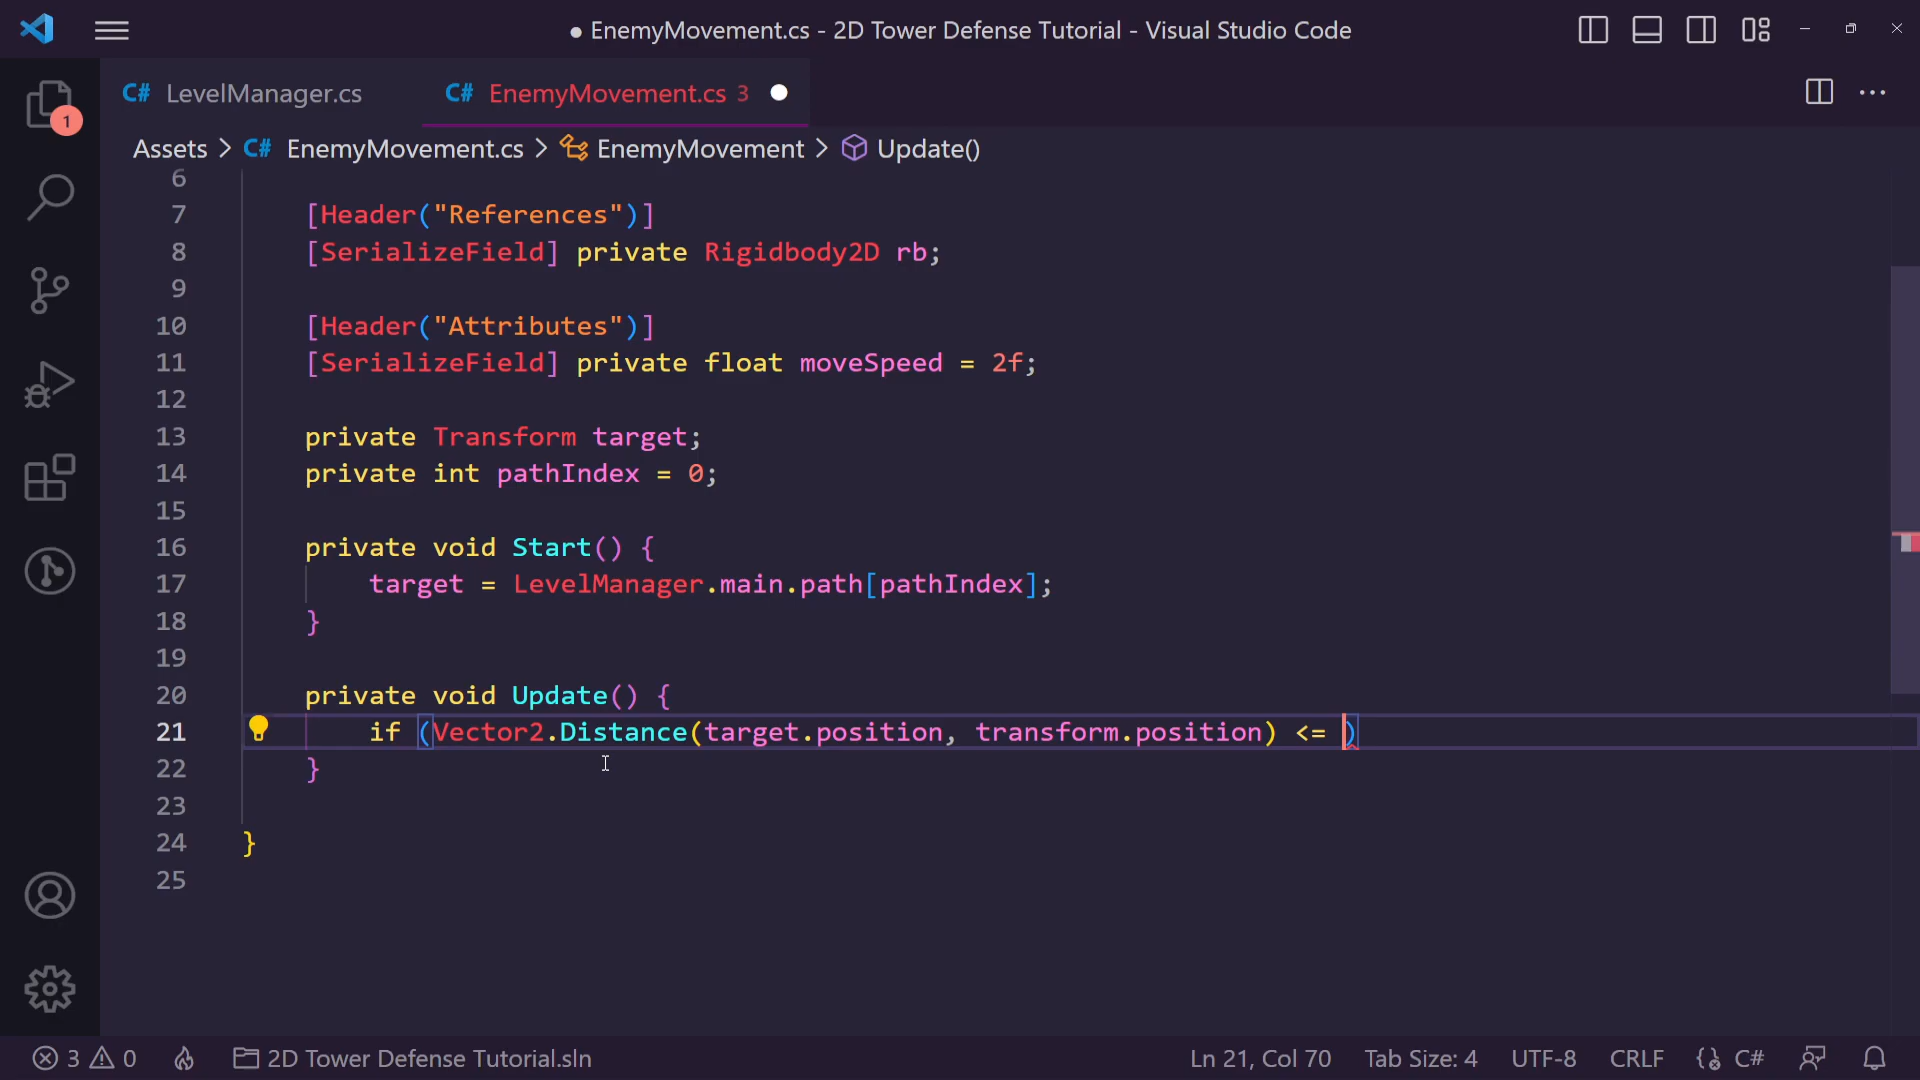 EnemyMovement.cs - 2D Tower Defense Tutorial - Visual Studio Code
C# LevelManager.cs
C# EnemyMovement.cs 3
1
Assets > C# EnemyMovement.cs > EnemyMovement > Update()
6
7 [Header("References")]
8 [SerializeField] private Rigidbody2D rb;
9
10 [Header("Attributes")]
11 [SerializeField] private float moveSpeed = 2f;
12
13 private Transform target;
14 private int pathIndex = 0;
15
16 private void Start() {
17 target = LevelManager.main.path[pathIndex];
18 }
19
20 private void Update() {
21 if (Vector2.Distance(target.position, transform.position) <= )
22 }
23
24 }
25
3 0 2D Tower Defense Tutorial.sln Ln 21, Col 70 Tab Size: 4 UTF-8 CRLF C#